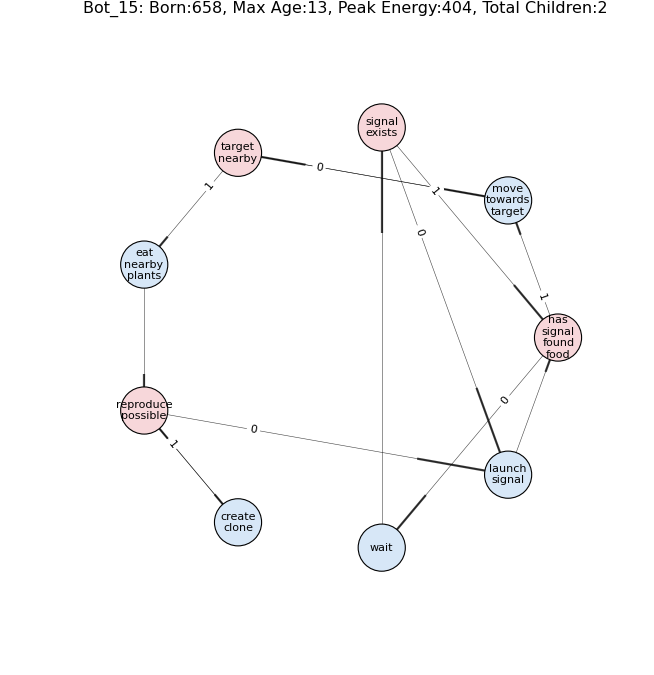 Bot_15: Born:658, Max Age:13, Peak Energy:404, Total Children:2
signal
exists
target
nearby
0
1
1
move
towards
target
0
eat
nearby
plants
1
has
signal
found
food
0
reproduce
possible
0
1
launch
signal
create
clone
wait